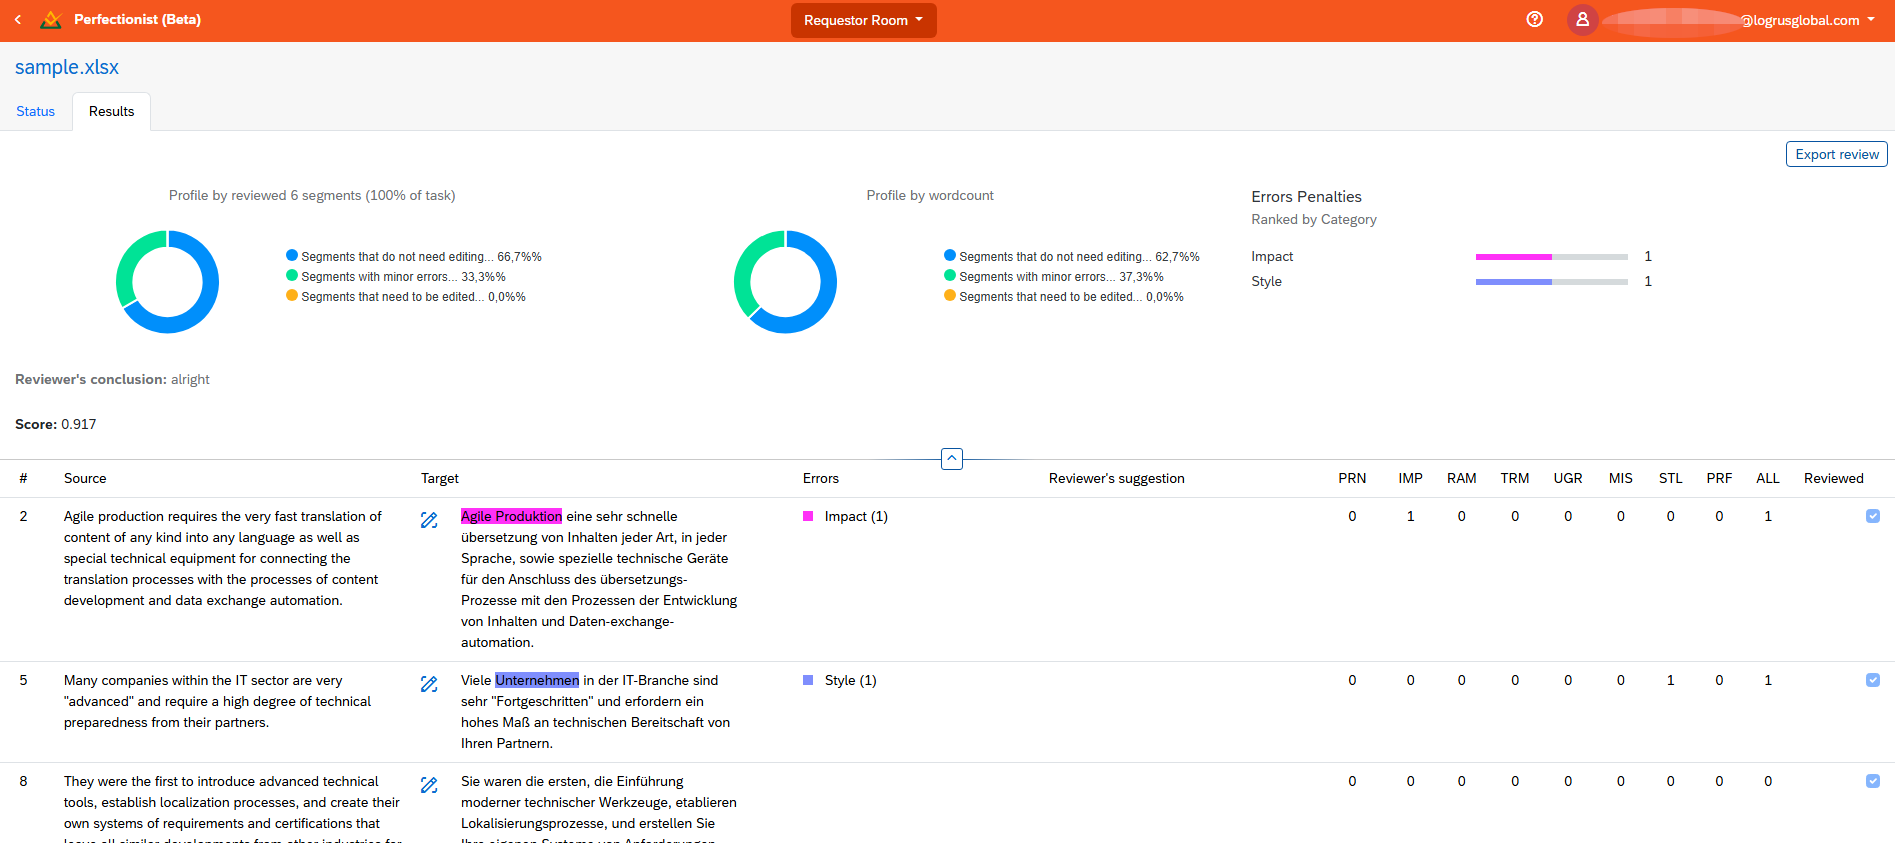 Perfectionist (Beta)
Requestor Room
@logrusglobal.com
sample.xlsx
Status
Results
Export review
Profile by reviewed 6 segments (100% of task)
Segments that do not need editing... 66,7%%
Segments with minor errors... 33,3%%
Segments that need to be edited... 0,0%%
Profile by wordcount
Segments that do not need editing... 62,7%%
Segments with minor errors... 37,3%%
Segments that need to be edited... 0,0%%
Errors Penalties
Ranked by Category
Impact 1
Style 1
Reviewer's conclusion: alright
Score: 0.917
# Source Target Errors Reviewer's suggestion PRN IMP RAM TRM UGR MIS STL PRF ALL Reviewed
2
Agile production requires the very fast translation of
content of any kind into any language as well as
special technical equipment for connecting the
translation processes with the processes of content
development and data exchange automation.
Agile Produktion eine sehr schnelle
übersetzung von Inhalten jeder Art, in jeder
Sprache, sowie spezielle technische Geräte
für den Anschluss des übersetzungs-
Prozesse mit den Prozessen der Entwicklung
von Inhalten und Daten-exchange-
automation.
Impact (1)
0 1 0 0 0 0 0 0 1
5
Many companies within the IT sector are very
"advanced" and require a high degree of technical
preparedness from their partners.
Viele Unternehmen in der IT-Branche sind
sehr "Fortgeschritten" und erfordern ein
hohes Maß an technischen Bereitschaft von
Ihren Partnern.
Style (1)
0 0 0 0 0 0 1 0 1
8
They were the first to introduce advanced technical
tools, establish localization processes, and create their
own systems of requirements and certifications that
Sie waren die ersten, die Einführung
moderner technischer Werkzeuge, etablieren
Lokalisierungsprozesse, und erstellen Sie
0 0 0 0 0 0 0 0 0